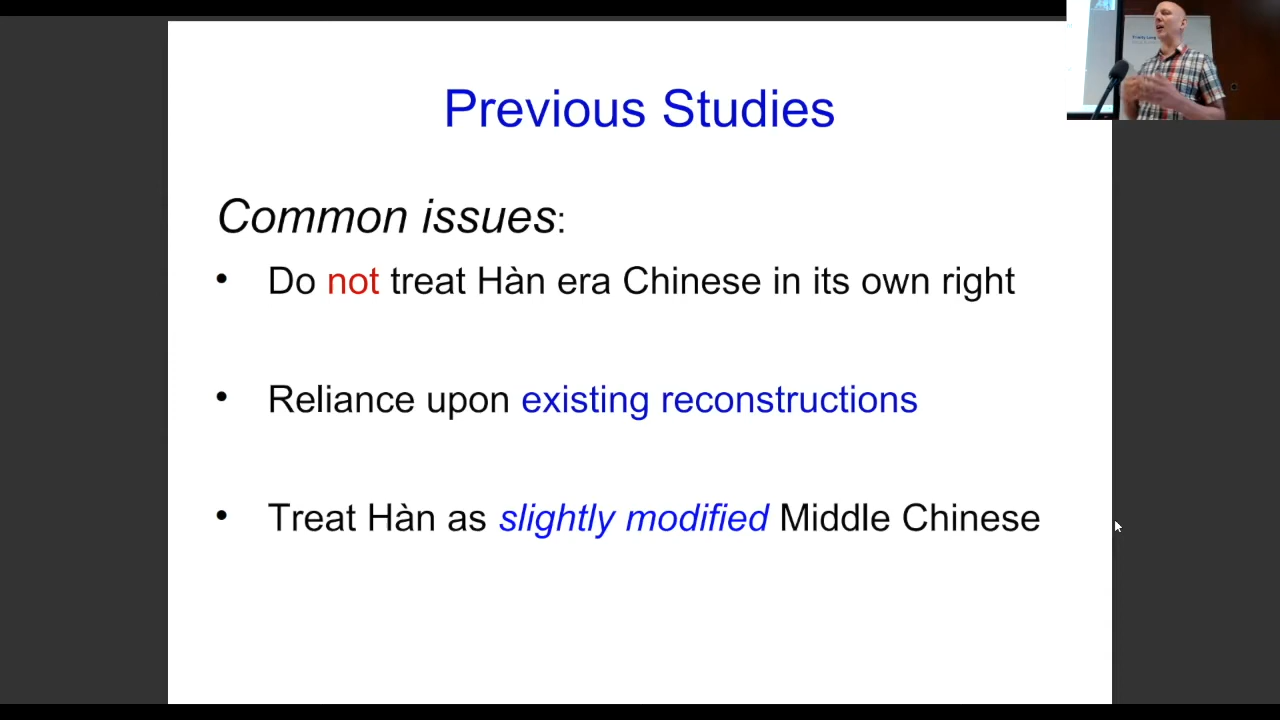 Previous Studies
Common issues:
• Do not treat Hàn era Chinese in its own right
• Reliance upon existing reconstructions
• Treat Hàn as slightly modified Middle Chinese